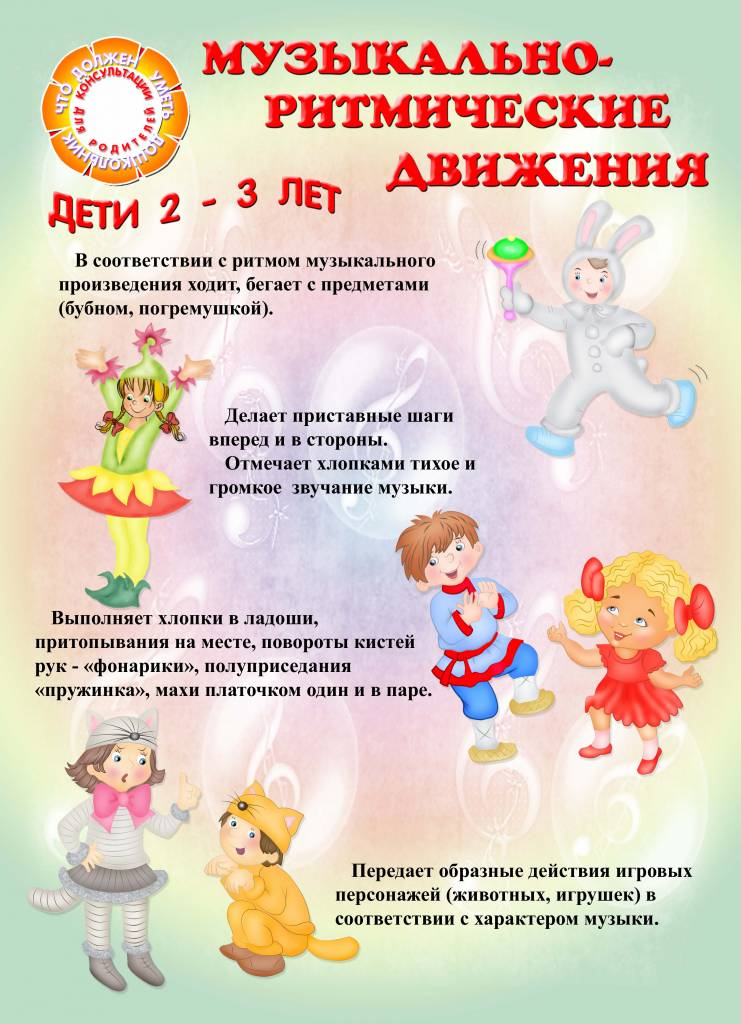 ЧТО ДОЛЖЕН УМЕТЬ ДОШКОЛЬНИК
КОНСУЛЬТАЦИИ ДЛЯ РОДИТЕЛЕЙ
МУЗЫКАЛЬНО-
РИТМИЧЕСКИЕ
ДВИЖЕНИЯ
ДЕТИ 2 - 3 ЛЕТ
В соответствии с ритмом музыкального
произведения ходит, бегает с предметами
(бубном, погремушкой).
Делает приставные шаги
вперед и в стороны.
Отмечает хлопками тихое и
громкое звучание музыки.
Выполняет хлопки в ладоши,
притопывания на месте, повороты кистей
рук - «фонарики», полуприседания
«пружинка», махи платочком один и в паре.
Передает образные действия игровых
персонажей (животных, игрушек) в
соответствии с характером музыки.